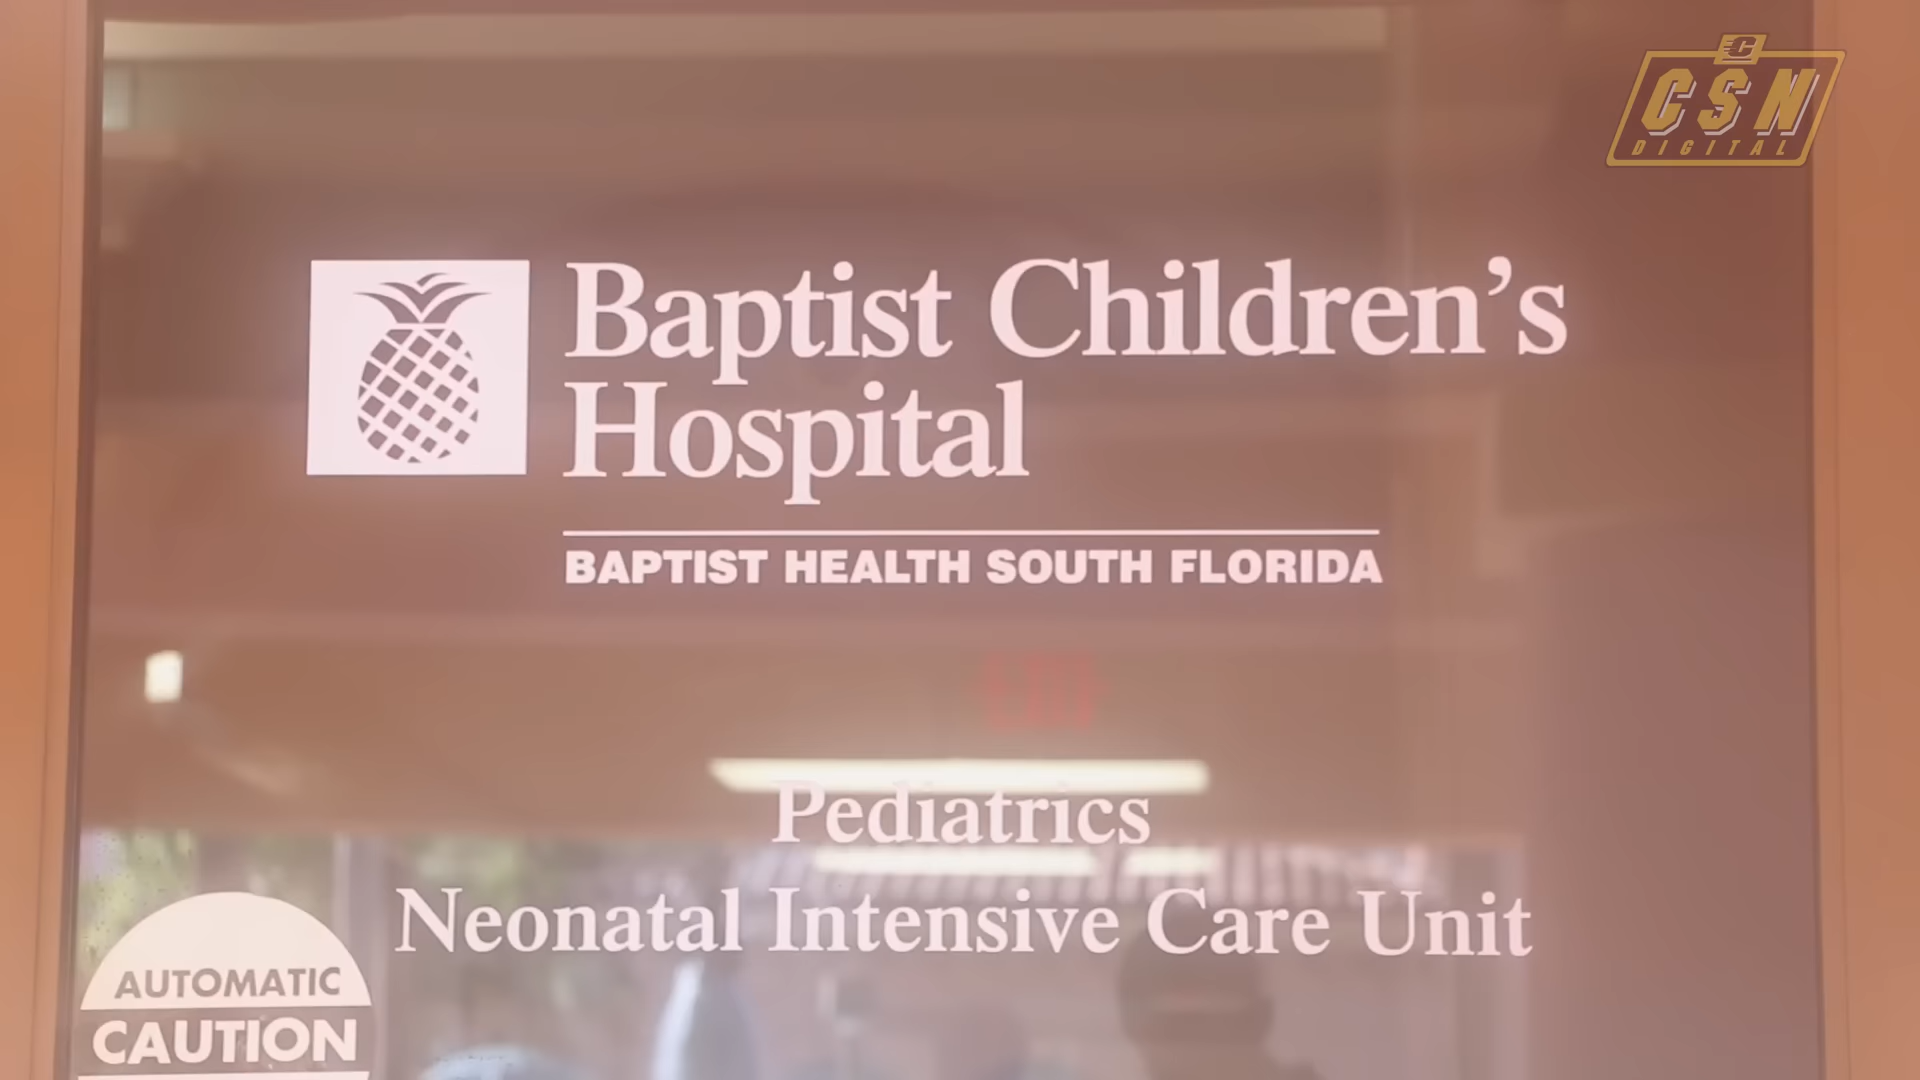 C
CSN
DIGITAL
Baptist Children’s
Hospital
BAPTIST HEALTH SOUTH FLORIDA
Pediatrics
Neonatal Intensive Care Unit
AUTOMATIC
CAUTION